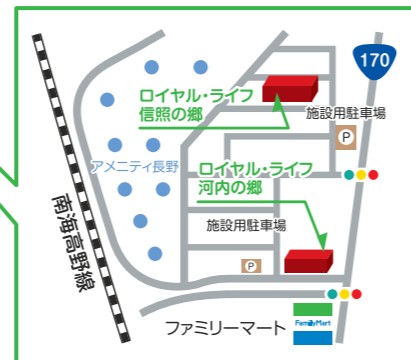 170
ロイヤル・ライフ
信照の郷
施設用駐車場
P
アメニティ長野
ロイヤル・ライフ
河内の郷
南海高野線
施設用駐車場
P
ファミリーマート
FamilyMart